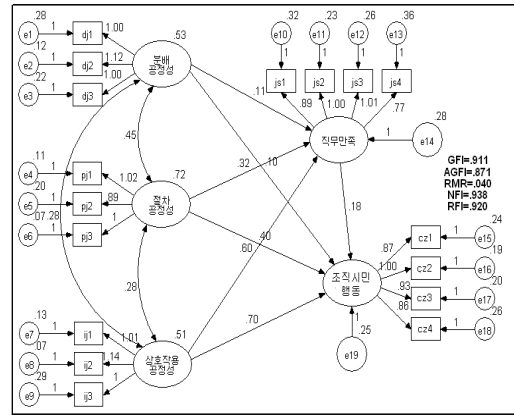 .28
e1 1 dj1 1.00 .53
.12
e2 1 dj2 1.12 분배
공정성
.22
e3 1 dj3 1.00
.32 .23 .26 .36
e10 e11 e12 e13
1 1 1 1
js1 js2 js3 js4
.89 1.00 1.01 .77
.11 직무만족 1 .28
e14
.45 .32 .10
.11
e4 1 pj1 1.02 .72
.20
e5 1 pj2 .89 절차
공정성
.07 .28
e6 1 pj3 1
GFI=.911
AGFI=.871
RMR=.040
NFI=.938
RFI=.920
.18
.60 .40
.28 .70
조직시민
행동
.87 cz1 1 .24
e15
1.00 cz2 1 .19
e16
.93 cz3 1 .20
e17
.86 cz4 1 .26
e18
1 .25
e19
.13
e7 1 ij1 1.01 .51
.07
e8 1 ij2 1.14 상호작용
공정성
.29
e9 1 ij3 1